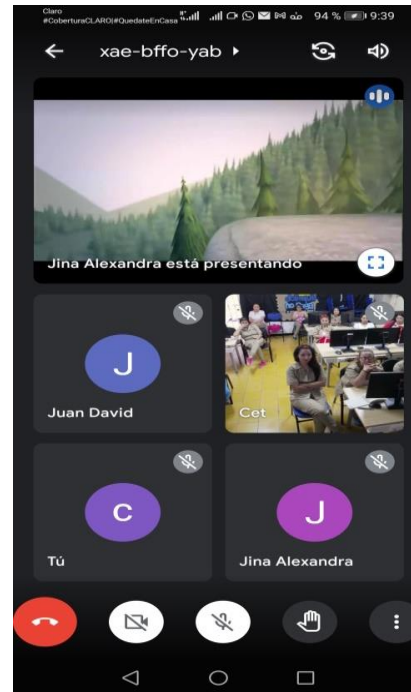 Claro
#CoberturaCLARO|#QuedateEnCasa 94 % 9:39
xae-bffo-yab
Jina Alexandra está presentando
Juan David
Cet
J
C
Tú
J
Jina Alexandra